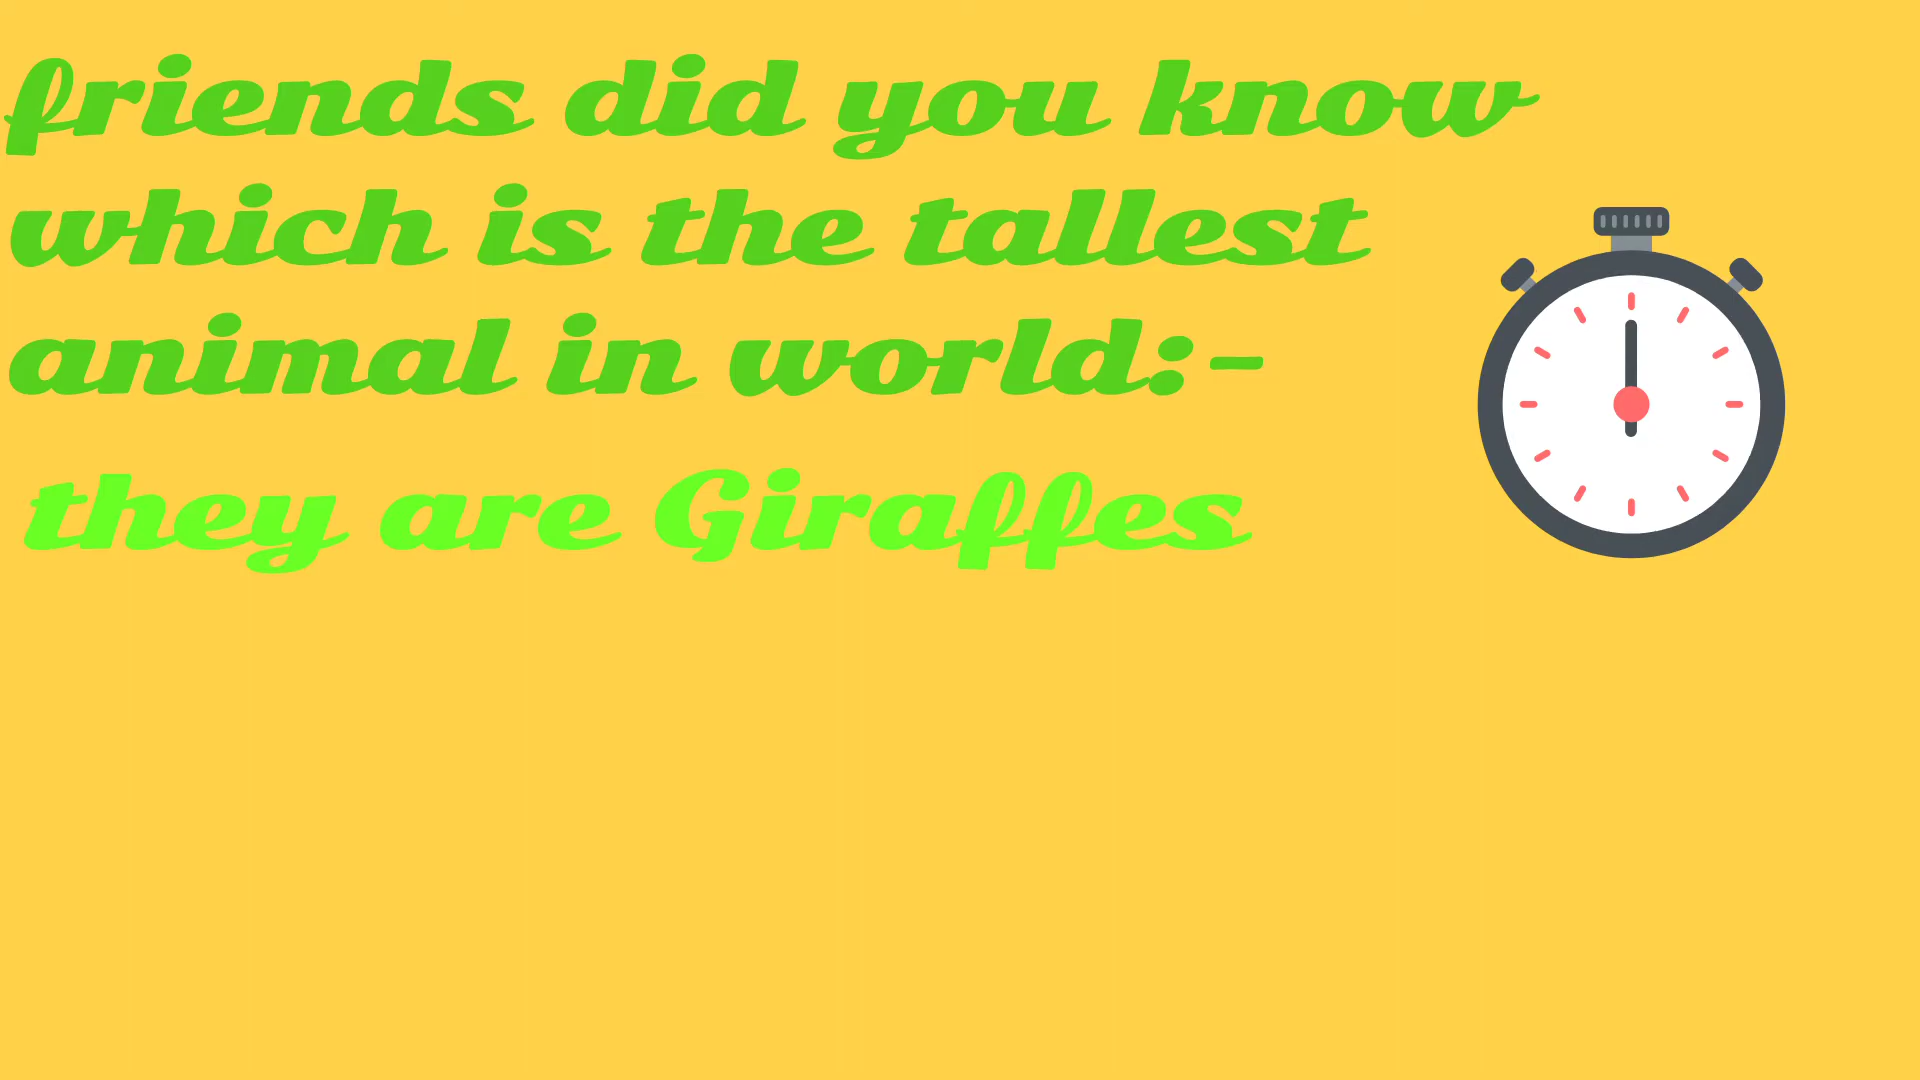 friends did you know
which is the tallest
animal in world:-
they are Giraffes